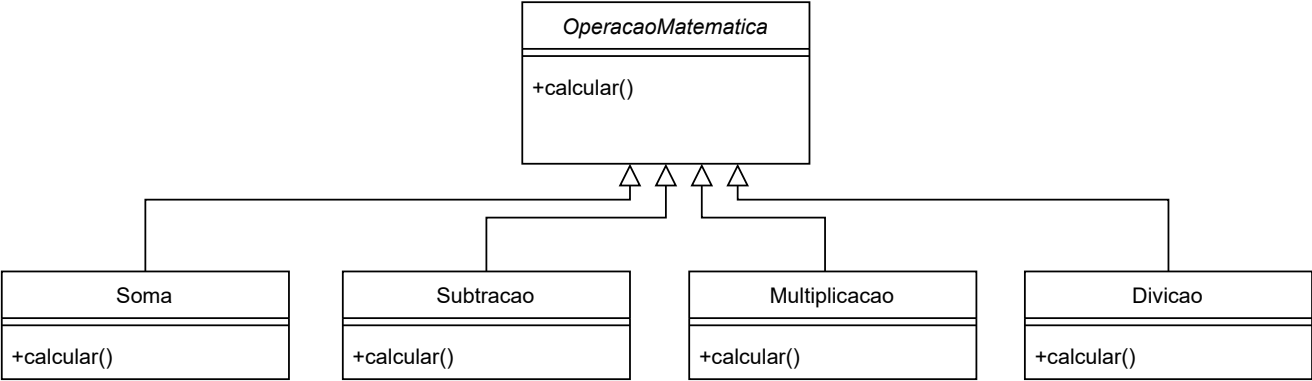 OperacaoMatematica
+calcular()
Soma
Subtracao
Multiplicacao
Divicao
+calcular()
+calcular()
+calcular()
+calcular()